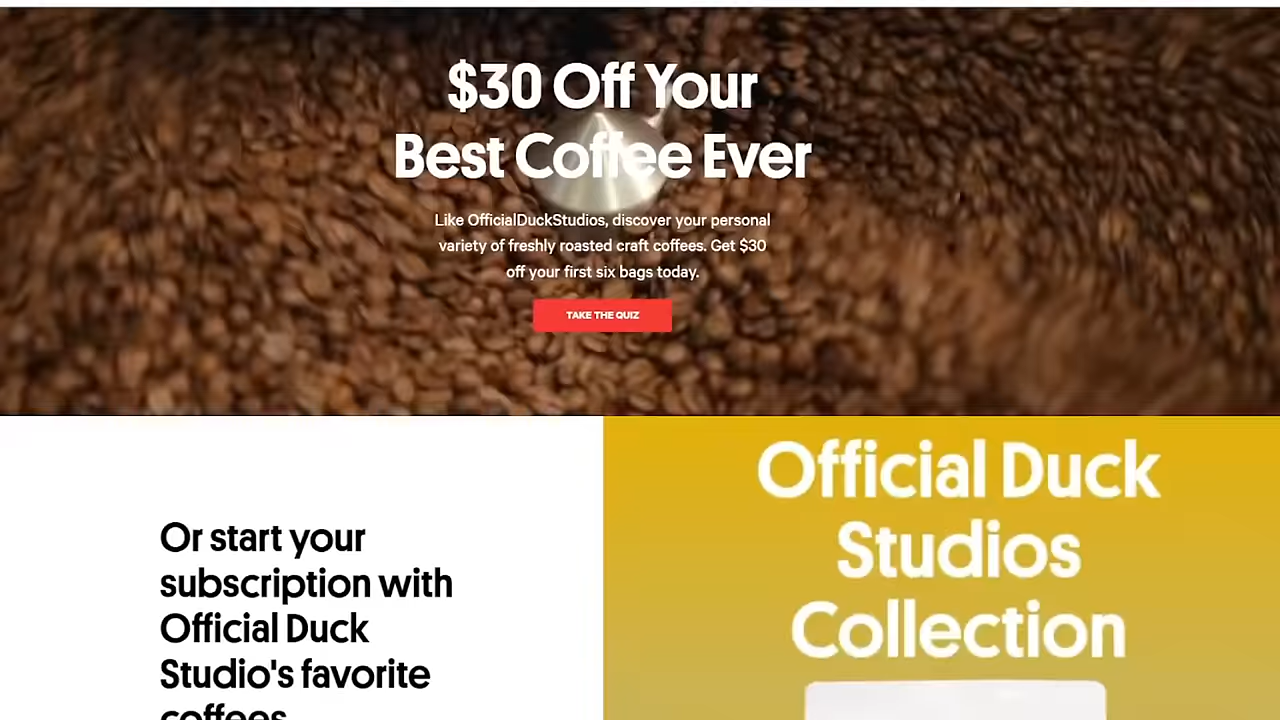 $30 Off Your
Best Coffee Ever
Like OfficialDuckStudios, discover your personal
variety of freshly roasted craft coffees. Get $30
off your first six bags today.
TAKE THE QUIZ
Or start your
subscription with
Official Duck
Studio's favorite
coffees
Official Duck
Studios
Collection